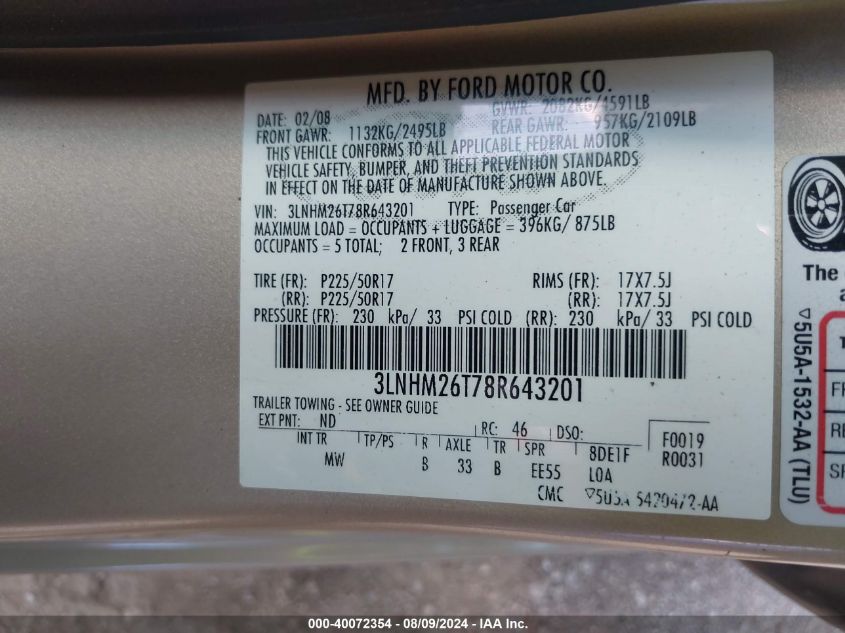 MFD. BY FORD MOTOR CO.
DATE: 02/08 GVWR: 2082KG/4591LB
FRONT GAWR: 1132KG/2495LB REAR GAWR: 957KG/2109LB
THIS VEHICLE CONFORMS TO ALL APPLICABLE FEDERAL MOTOR
VEHICLE SAFETY, BUMPER, AND THEFT PREVENTION STANDARDS
IN EFFECT ON THE DATE OF MANUFACTURE SHOWN ABOVE.
VIN: 3LNHM26T78R643201 TYPE: Passenger Car
MAXIMUM LOAD = OCCUPANTS + LUGGAGE = 396KG/ 875LB
OCCUPANTS = 5 TOTAL; 2 FRONT, 3 REAR
TIRE (FR): P225/50R17 RIMS (FR): 17X7.5J
(RR): P225/50R17 (RR): 17X7.5J
PRESSURE (FR): 230 kPa/ 33 PSI COLD (RR): 230 kPa/ 33 PSI COLD
3LNHM26T78R643201
TRAILER TOWING - SEE OWNER GUIDE
EXT PNT: ND RC: 46 DSO:
INT TR TP/PS R AXLE TR SPR 8DE1F F0019
MW B 33 B EE55 L0A R0031
CMC ▽5U5A 5420472-AA
The
a
▽5U5A-1532-AA (TLU)
T
FR
RE
SP
000-40072354 - 08/09/2024 - IAA Inc.